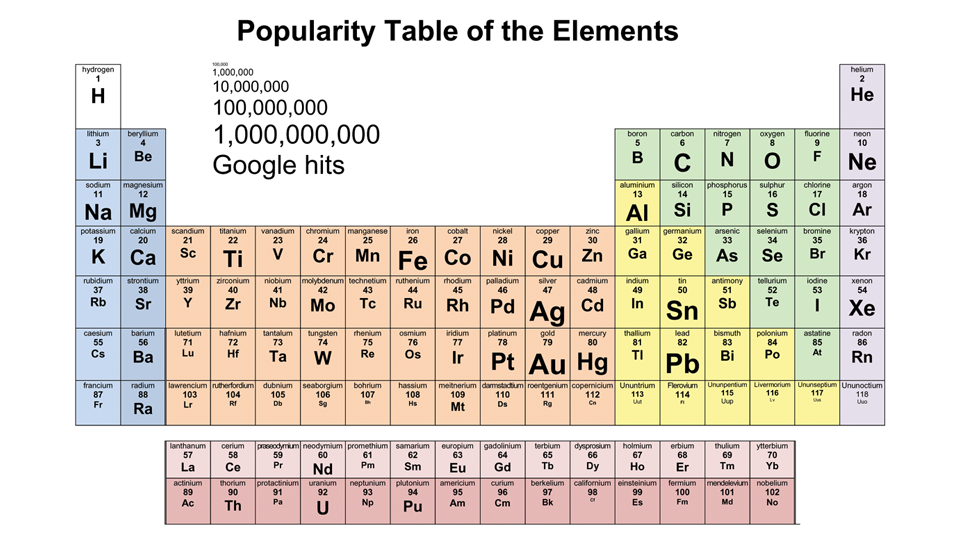 Popularity Table of the Elements
100,000
1,000,000
10,000,000
100,000,000
1,000,000,000
Google hits
hydrogen helium
1 2
H He
lithium beryllium boron carbon nitrogen oxygen fluorine neon
3 4 5 6 7 8 9 10
Li Be B C N O F Ne
sodium magnesium aluminium silicon phosphorus sulphur chlorine argon
11 12 13 14 15 16 17 18
Na Mg Al Si P S Cl Ar
potassium calcium scandium titanium vanadium chromium manganese iron cobalt nickel copper zinc gallium germanium arsenic selenium bromine krypton
19 20 21 22 23 24 25 26 27 28 29 30 31 32 33 34 35 36
K Ca Sc Ti V Cr Mn Fe Co Ni Cu Zn Ga Ge As Se Br Kr
rubidium strontium yttrium zirconium niobium molybdenum technetium ruthenium rhodium palladium silver cadmium indium tin antimony tellurium iodine xenon
37 38 39 40 41 42 43 44 45 46 47 48 49 50 51 52 53 54
Rb Sr Y Zr Nb Mo Tc Ru Rh Pd Ag Cd In Sn Sb Te I Xe
caesium barium lutetium hafnium tantalum tungsten rhenium osmium iridium platinum gold mercury thallium lead bismuth polonium astatine radon
55 56 71 72 73 74 75 76 77 78 79 80 81 82 83 84 85 86
Cs Ba Lu Hf Ta W Re Os Ir Pt Au Hg Tl Pb Bi Po At Rn
francium radium lawrencium rutherfordium dubnium seaborgium bohrium hassium meitnerium darmstadtium roentgenium copernicium Ununtrium Flerovium Ununpentium Livermorium Ununseptium Ununoctium
87 88 103 104 105 106 107 108 109 110 111 112 113 114 115 116 117 118
Fr Ra Lr Rf Db Sg Bh Hs Mt Ds Rg Cn Uut Fl Uup Lv Uus Uuo
lanthanum cerium praseodymium neodymium promethium samarium europium gadolinium terbium dysprosium holmium erbium thulium ytterbium
57 58 59 60 61 62 63 64 65 66 67 68 69 70
La Ce Pr Nd Pm Sm Eu Gd Tb Dy Ho Er Tm Yb
actinium thorium protactinium uranium neptunium plutonium americium curium berkelium californium einsteinium fermium mendelevium nobelium
89 90 91 92 93 94 95 96 97 98 99 100 101 102
Ac Th Pa U Np Pu Am Cm Bk Cf Es Fm Md No